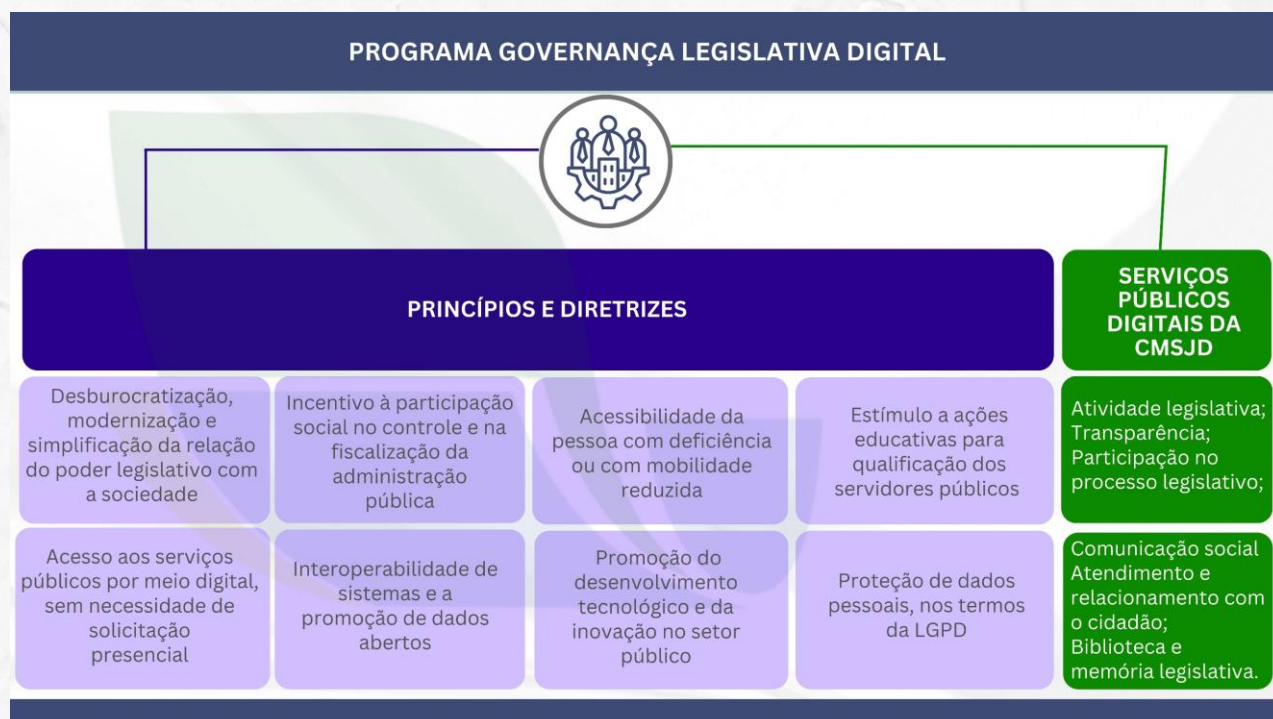 PROGRAMA GOVERNANÇA LEGISLATIVA DIGITAL
PRINCÍPIOS E DIRETRIZES
SERVIÇOS
PÚBLICOS
DIGITAIS DA
CMSJD
Desburocratização,
modernização e
simplificação da relação
do poder legislativo com
a sociedade
Incentivo à participação
social no controle e na
fiscalização da
administração
pública
Acessibilidade da
pessoa com deficiência
ou com mobilidade
reduzida
Estímulo a ações
educativas para
qualificação dos
servidores públicos
Atividade legislativa;
Transparência;
Participação no
processo legislativo;
Acesso aos serviços
públicos por meio digital,
sem necessidade de
solicitação
presencial
Interoperabilidade de
sistemas e a
promoção de dados
abertos
Promoção do
desenvolvimento
tecnológico e da
inovação no setor
público
Proteção de dados
pessoais, nos termos
da LGPD
Comunicação social
Atendimento e
relacionamento com
o cidadão;
Biblioteca e
memória legislativa.